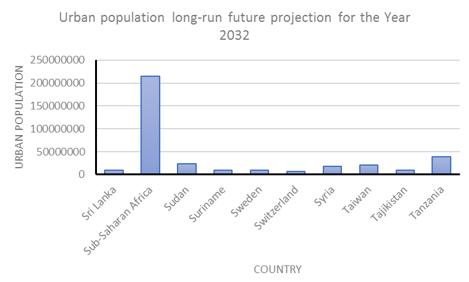 Urban population long-run future projection for the Year
2032
URBAN POPULATION
250000000
200000000
150000000
100000000
50000000
0
Sri Lanka
Sub-Saharan Africa
Sudan
Suriname
Sweden
Switzerland
Syria
Taiwan
Tajikistan
Tanzania
COUNTRY